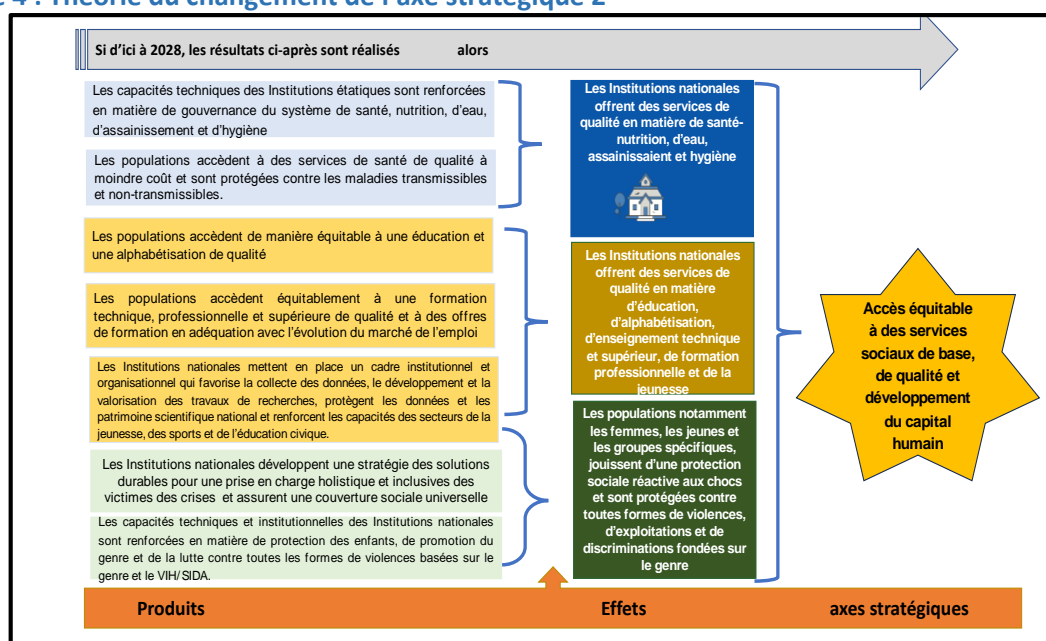 e 4 : Théorie du changement de l'axe stratégique 2
Si d'ici à 2028, les résultats ci-après sont réalisés alors
Les capacités techniques des Institutions étatiques sont renforcées
en matière de gouvernance du système de santé, nutrition, d'eau,
d'assainissement et d'hygiène
Les populations accèdent à des services de santé de qualité à
moindre coût et sont protégées contre les maladies transmissibles
et non-transmissibles.
Les populations accèdent de manière équitable à une éducation et
une alphabétisation de qualité
Les populations accèdent équitablement à une formation
technique, professionnelle et supérieure de qualité et à des offres
de formation en adéquation avec l'évolution du marché de l'emploi
Les Institutions nationales mettent en place un cadre institutionnel et
organisationnel qui favorise la collecte des données, le développement et la
valorisation des travaux de recherches, protègent les données et les
patrimoine scientifique national et renforcent les capacités des secteurs de la
jeunesse, des sports et de l'éducation civique.
Les Institutions nationales développent une stratégie des solutions
durables pour une prise en charge holistique et inclusives des
victimes des crises et assurent une couverture sociale universelle
Les capacités techniques et institutionnelles des Institutions nationales
sont renforcées en matière de protection des enfants, de promotion du
genre et de la lutte contre toutes les formes de violences basées sur le
genre et le VIH/SIDA.
Les Institutions nationales
offrent des services de
qualité en matière de santé-
nutrition, d'eau,
assainissaient et hygiène
Les Institutions nationales
offrent des services de
qualité en matière
d'éducation,
d'alphabétisation,
d'enseignement technique
et supérieur, de formation
professionnelle et de la
jeunesse
Les populations notamment
les femmes, les jeunes et
les groupes spécifiques,
jouissent d'une protection
sociale réactive aux chocs
et sont protégées contre
toutes formes de violences,
d'exploitations et de
discriminations fondées sur
le genre
Accès équitable
à des services
sociaux de base,
de qualité et
développement
du capital
humain
Produits Effets axes stratégiques